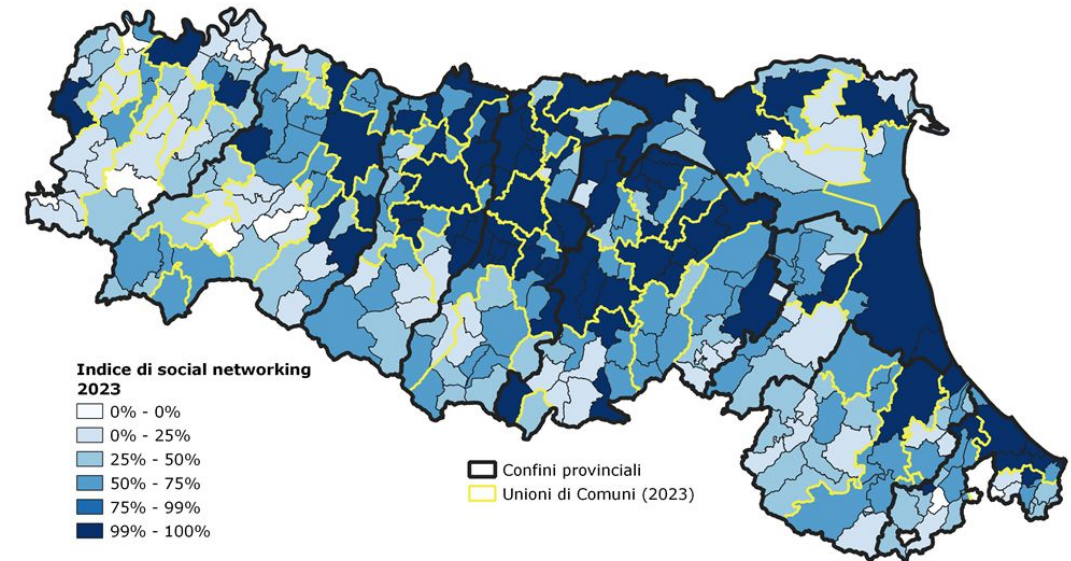 Indice di social networking
2023
0% - 0%
0% - 25%
25% - 50%
50% - 75%
75% - 99%
99% - 100%
Confini provinciali
Unioni di Comuni (2023)